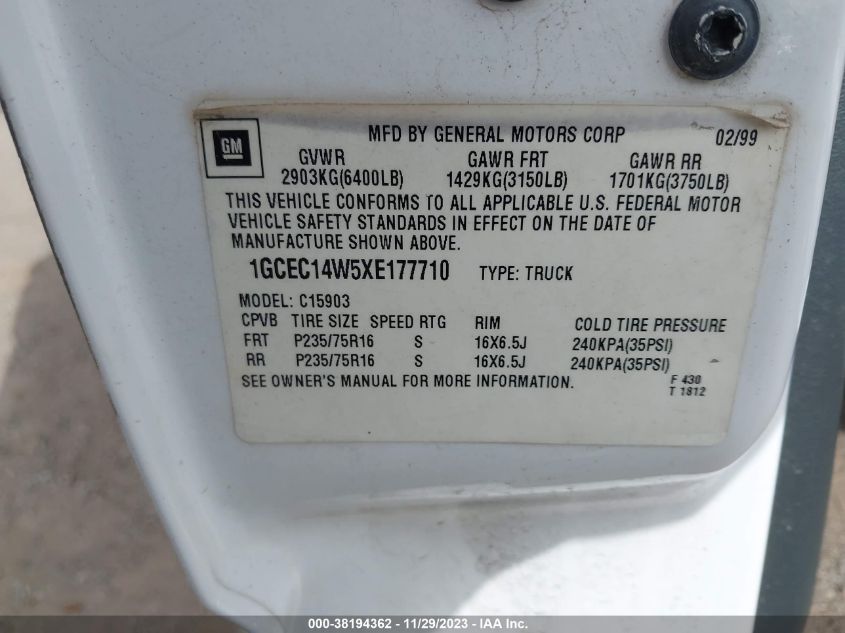 GM
MFD BY GENERAL MOTORS CORP 02/99
GVWR GAWR FRT GAWR RR
2903KG(6400LB) 1429KG(3150LB) 1701KG(3750LB)
THIS VEHICLE CONFORMS TO ALL APPLICABLE U.S. FEDERAL MOTOR
VEHICLE SAFETY STANDARDS IN EFFECT ON THE DATE OF
MANUFACTURE SHOWN ABOVE.
1GCEC14W5XE177710 TYPE: TRUCK
MODEL: C15903
CPVB TIRE SIZE SPEED RTG RIM COLD TIRE PRESSURE
FRT P235/75R16 S 16X6.5J 240KPA(35PSI)
RR P235/75R16 S 16X6.5J 240KPA(35PSI)
SEE OWNER'S MANUAL FOR MORE INFORMATION. F 430
T 1812
000-38194362 - 11/29/2023 - IAA Inc.